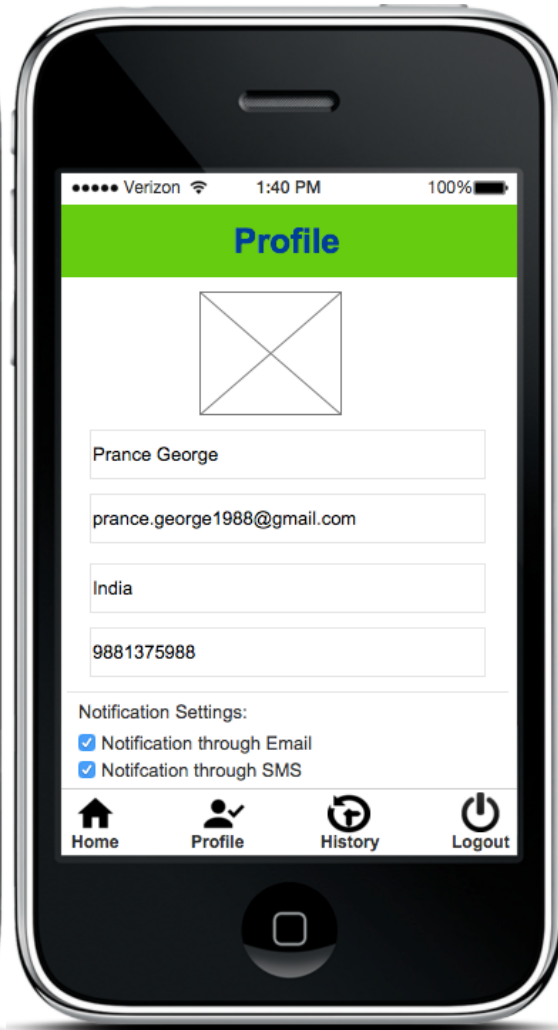 Verizon 1:40 PM 100%
Profile
Prance George
prance.george1988@gmail.com
India
9881375988
Notification Settings:
Notification through Email
Notifcation through SMS
Home Profile History Logout